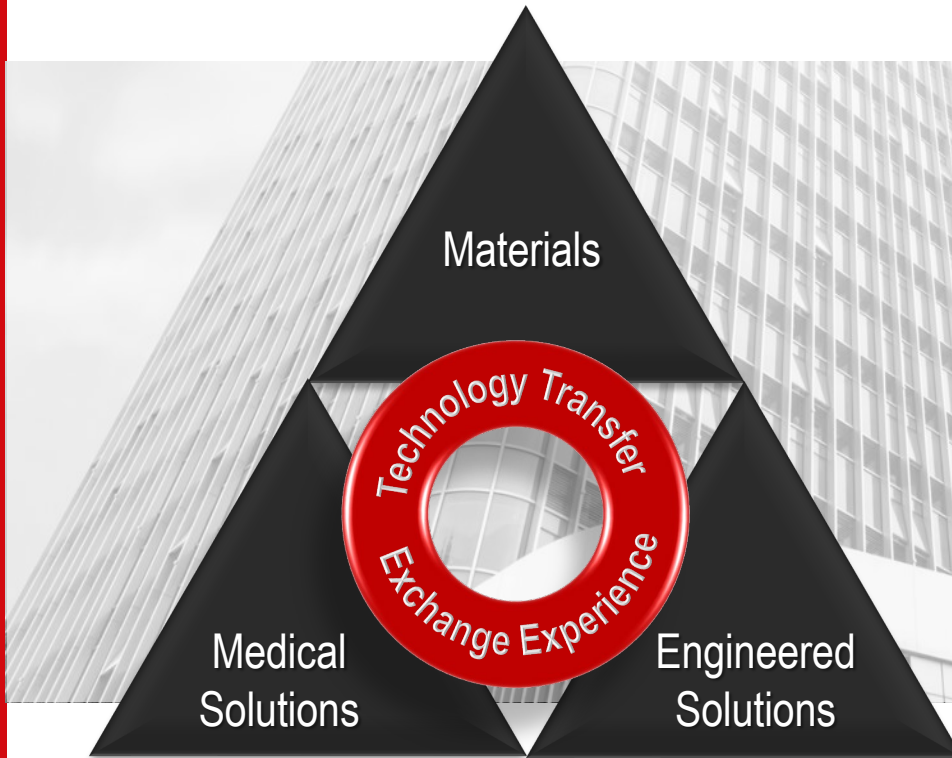 Materials
Technology Transfer
Exchange Experience
Medical
Solutions
Engineered
Solutions